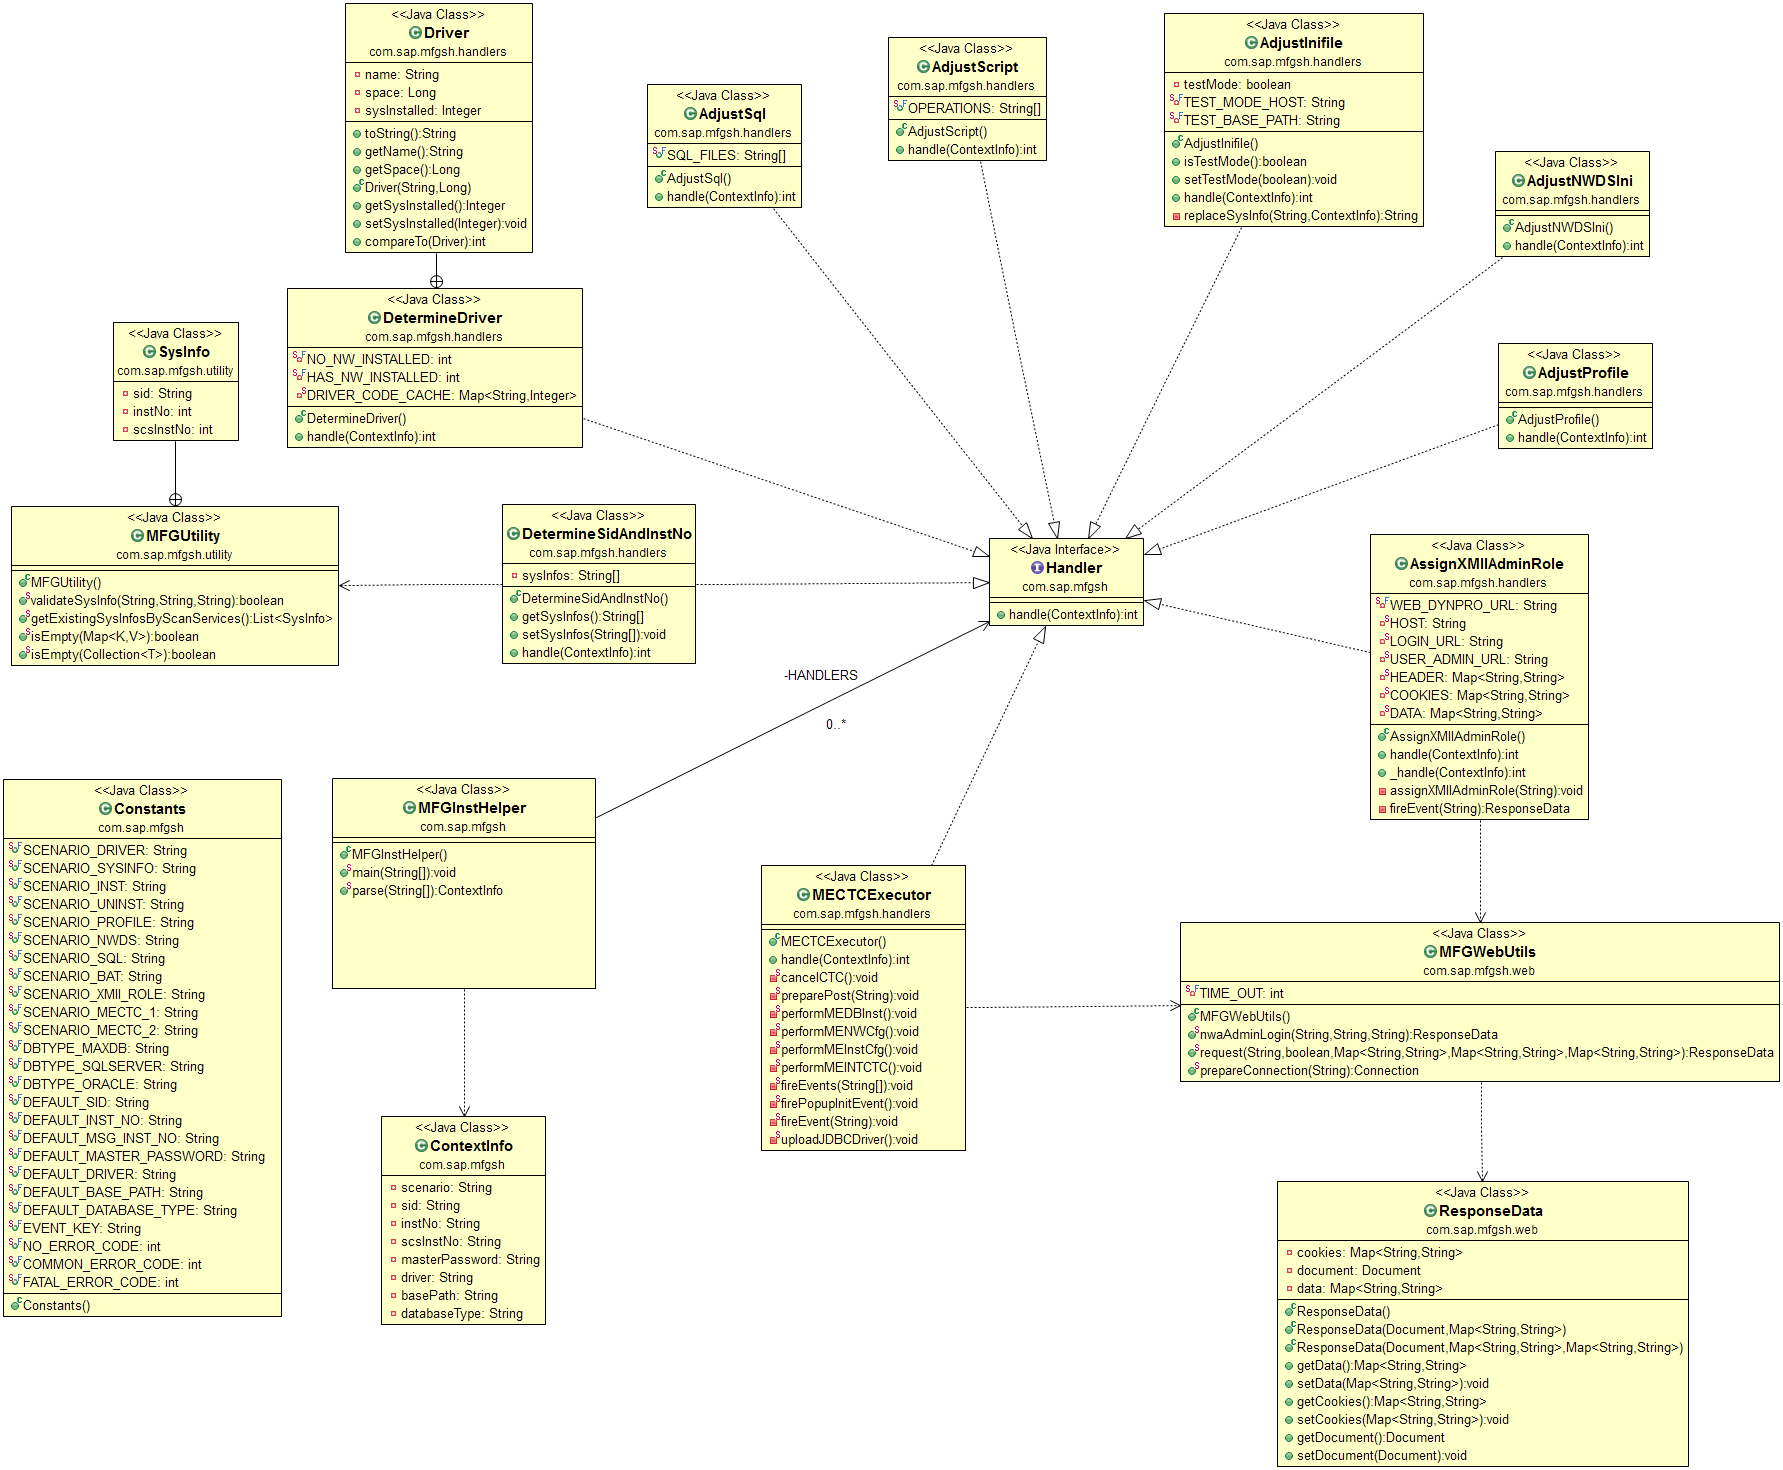 <<Java Class>>
Driver
com.sap.mfgsh.handlers
name: String
space: Long
sysInstalled: Integer
toString():String
getName():String
getSpace():Long
Driver(String,Long)
getSysInstalled():Integer
setSysInstalled(Integer):void
compareTo(Driver):int
<<Java Class>>
AdjustSql
com.sap.mfgsh.handlers
SQL_FILES: String[]
AdjustSql()
handle(ContextInfo):int
<<Java Class>>
AdjustScript
com.sap.mfgsh.handlers
OPERATIONS: String[]
AdjustScript()
handle(ContextInfo):int
<<Java Class>>
AdjustInifile
com.sap.mfgsh.handlers
testMode: boolean
TEST_MODE_HOST: String
TEST_BASE_PATH: String
AdjustInifile()
isTestMode():boolean
setTestMode(boolean):void
handle(ContextInfo):int
replaceSysInfo(String,ContextInfo):String
<<Java Class>>
AdjustNWDSIni
com.sap.mfgsh.handlers
AdjustNWDSIni()
handle(ContextInfo):int
<<Java Class>>
SysInfo
com.sap.mfgsh.utility
sid: String
instNo: int
scsInstNo: int
<<Java Class>>
DetermineDriver
com.sap.mfgsh.handlers
NO_NW_INSTALLED: int
HAS_NW_INSTALLED: int
DRIVER_CODE_CACHE: Map<String,Integer>
DetermineDriver()
handle(ContextInfo):int
<<Java Class>>
AdjustProfile
com.sap.mfgsh.handlers
AdjustProfile()
handle(ContextInfo):int
<<Java Class>>
MFGUtility
com.sap.mfgsh.utility
MFGUtility()
validateSysInfo(String,String,String):boolean
getExistingSysInfosByScanServices():List<SysInfo>
isEmpty(Map<K,V>):boolean
isEmpty(Collection<T>):boolean
<<Java Class>>
DetermineSidAndInstNo
com.sap.mfgsh.handlers
sysInfos: String[]
DetermineSidAndInstNo()
getSysInfos():String[]
setSysInfos(String[]):void
handle(ContextInfo):int
<<Java Interface>>
Handler
com.sap.mfgsh
handle(ContextInfo):int
<<Java Class>>
AssignXMIIAdminRole
com.sap.mfgsh.handlers
WEB_DYNPRO_URL: String
HOST: String
LOGIN_URL: String
USER_ADMIN_URL: String
HEADER: Map<String,String>
COOKIES: Map<String,String>
DATA: Map<String,String>
AssignXMIIAdminRole()
handle(ContextInfo):int
_handle(ContextInfo):int
assignXMIIAdminRole(String):void
fireEvent(String):ResponseData
-HANDLERS
0..*
<<Java Class>>
Constants
com.sap.mfgsh
SCENARIO_DRIVER: String
SCENARIO_SYSINFO: String
SCENARIO_INST: String
SCENARIO_UNINST: String
SCENARIO_PROFILE: String
SCENARIO_NWDS: String
SCENARIO_SQL: String
SCENARIO_BAT: String
SCENARIO_XMII_ROLE: String
SCENARIO_MECTC_1: String
SCENARIO_MECTC_2: String
DBTYPE_MAXDB: String
DBTYPE_SQLSERVER: String
DBTYPE_ORACLE: String
DEFAULT_SID: String
DEFAULT_INST_NO: String
DEFAULT_MSG_INST_NO: String
DEFAULT_MASTER_PASSWORD: String
DEFAULT_DRIVER: String
DEFAULT_BASE_PATH: String
DEFAULT_DATABASE_TYPE: String
EVENT_KEY: String
NO_ERROR_CODE: int
COMMON_ERROR_CODE: int
FATAL_ERROR_CODE: int
Constants()
<<Java Class>>
MFGInstHelper
com.sap.mfgsh
MFGInstHelper()
main(String[]):void
parse(String[]):ContextInfo
<<Java Class>>
MECTCExecutor
com.sap.mfgsh.handlers
MECTCExecutor()
handle(ContextInfo):int
cancelCTC():void
preparePost(String):void
performMEDBInst():void
performMENWCfg():void
performMEInstCfg():void
performMEINTCTC():void
fireEvents(String[]):void
firePopupInitEvent():void
fireEvent(String):void
uploadJDBCDriver():void
<<Java Class>>
MFGWebUtils
com.sap.mfgsh.web
TIME_OUT: int
MFGWebUtils()
nwaAdminLogin(String,String,String):ResponseData
request(String,boolean,Map<String,String>,Map<String,String>,Map<String,String>):ResponseData
prepareConnection(String):Connection
<<Java Class>>
ContextInfo
com.sap.mfgsh
scenario: String
sid: String
instNo: String
scsInstNo: String
masterPassword: String
driver: String
basePath: String
databaseType: String
<<Java Class>>
ResponseData
com.sap.mfgsh.web
cookies: Map<String,String>
document: Document
data: Map<String,String>
ResponseData()
ResponseData(Document,Map<String,String>)
ResponseData(Document,Map<String,String>,Map<String,String>)
getData():Map<String,String>
setData(Map<String,String>):void
getCookies():Map<String,String>
setCookies(Map<String,String>):void
getDocument():Document
setDocument(Document):void